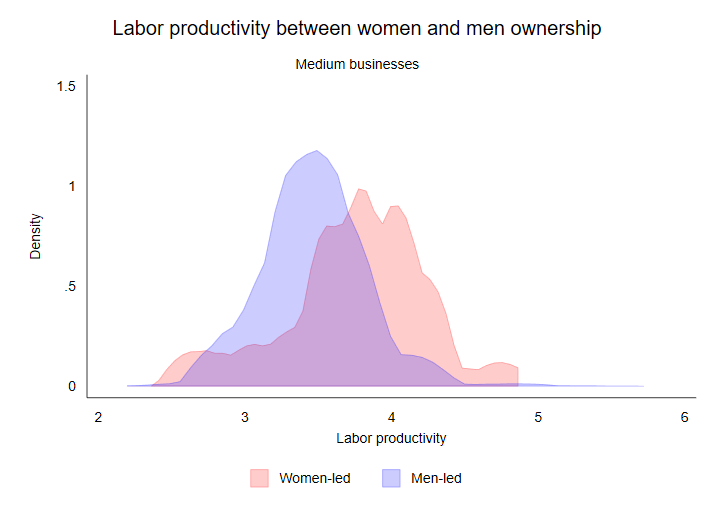 Labor productivity between women and men ownership
Medium businesses
1.5
1
.5
0
Density
2 3 4 5 6
Labor productivity
Women-led Men-led